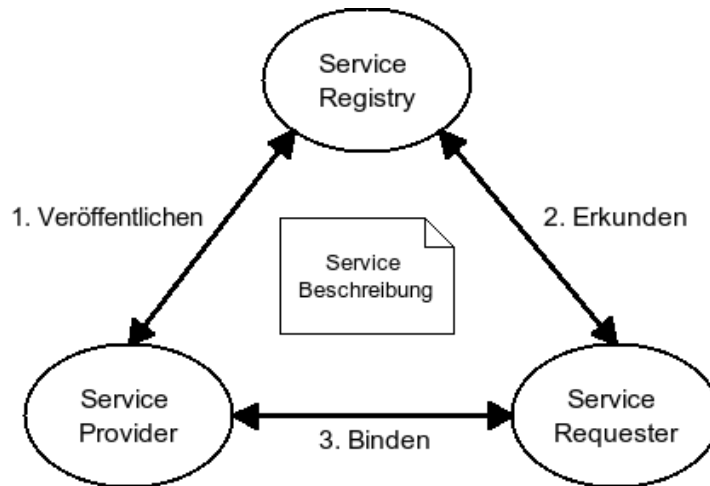 Service
Registry
1. Veröffentlichen
2. Erkunden
Service
Beschreibung
Service
Provider
3. Binden
Service
Requester